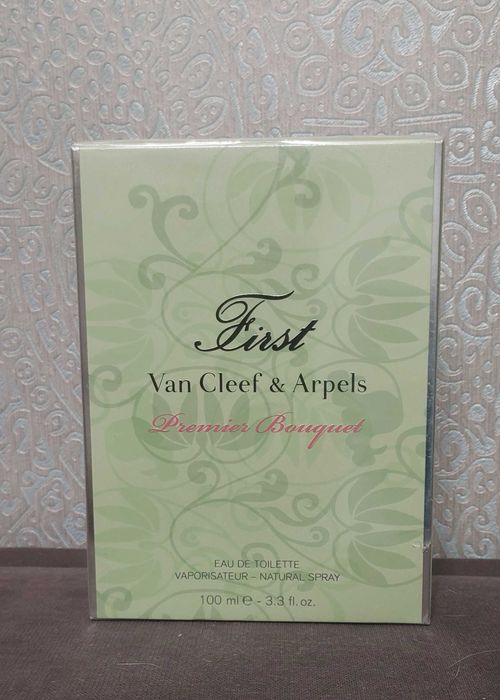 First
Van Cleef & Arpels
Premier Bouquet
EAU DE TOILETTE
VAPORISATEUR – NATURAL SPRAY
100 ml ℮ - 3.3 fl. oz.